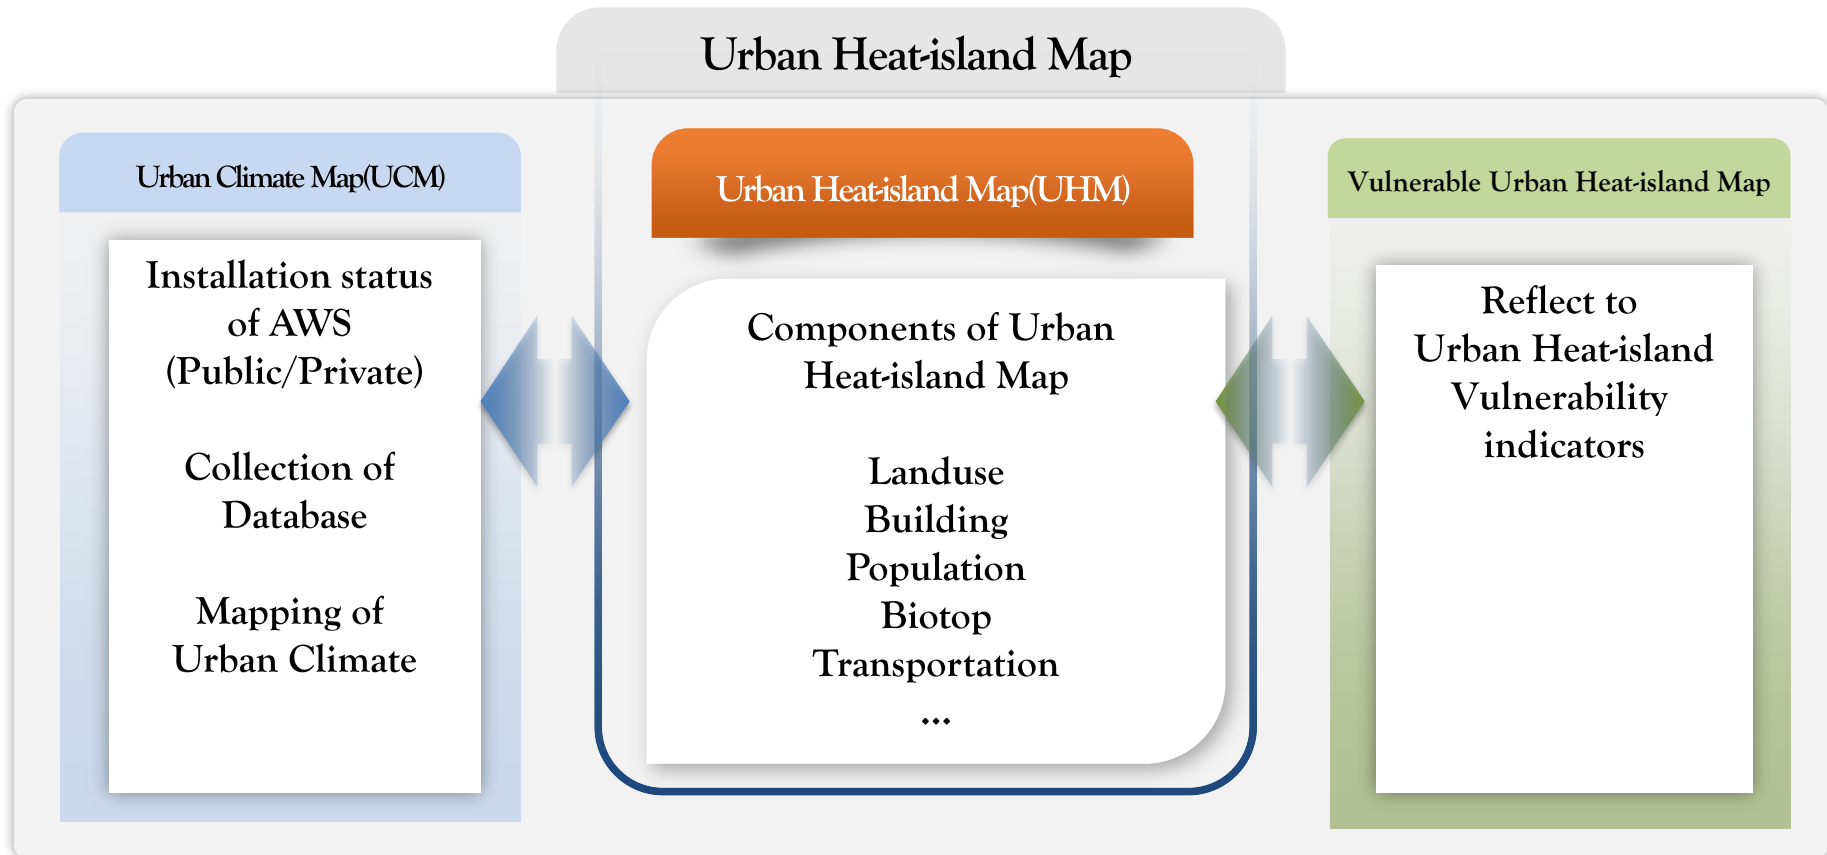 Urban Heat-island Map
Urban Climate Map(UCM)
Installation status
of AWS
(Public/Private)
Collection of
Database
Mapping of
Urban Climate
Urban Heat-island Map(UHM)
Components of Urban
Heat-island Map
Landuse
Building
Population
Biotop
Transportation
...
Vulnerable Urban Heat-island Map
Reflect to
Urban Heat-island
Vulnerability
indicators